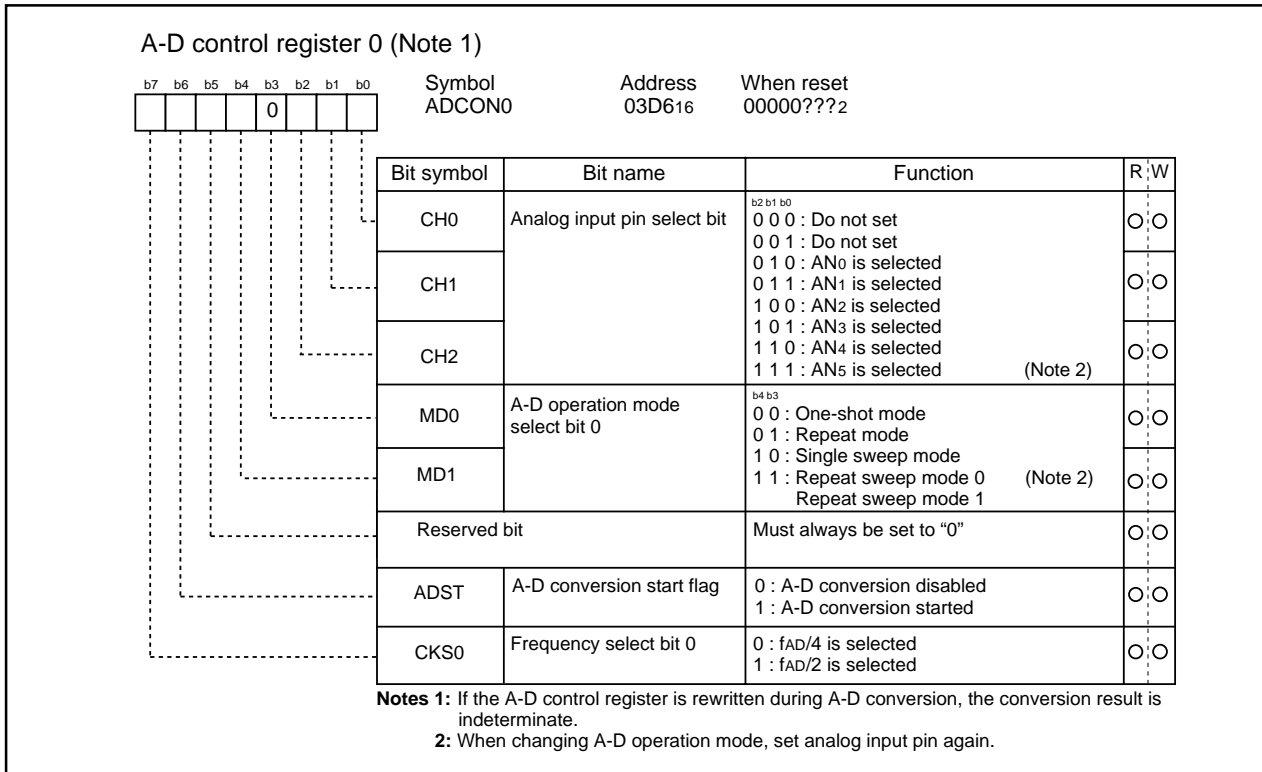 A-D control register 0 (Note 1)
b7 b6 b5 b4 b3 b2 b1 b0
0
Symbol Address When reset
ADCON0 03D616 00000???2
Bit symbol Bit name Function R W
CH0 Analog input pin select bit
b2 b1 b0
0 0 0 : Do not set
0 0 1 : Do not set
0 1 0 : AN0 is selected
CH1
0 1 1 : AN1 is selected
1 0 0 : AN2 is selected
1 0 1 : AN3 is selected
CH2
1 1 0 : AN4 is selected
1 1 1 : AN5 is selected (Note 2)
MD0 A-D operation mode
select bit 0
b4 b3
0 0 : One-shot mode
0 1 : Repeat mode
1 0 : Single sweep mode
MD1
1 1 : Repeat sweep mode 0 (Note 2)
Repeat sweep mode 1
Reserved bit Must always be set to “0”
ADST A-D conversion start flag 0 : A-D conversion disabled
1 : A-D conversion started
CKS0 Frequency select bit 0 0 : fAD/4 is selected
1 : fAD/2 is selected
Notes 1: If the A-D control register is rewritten during A-D conversion, the conversion result is
indeterminate.
2: When changing A-D operation mode, set analog input pin again.